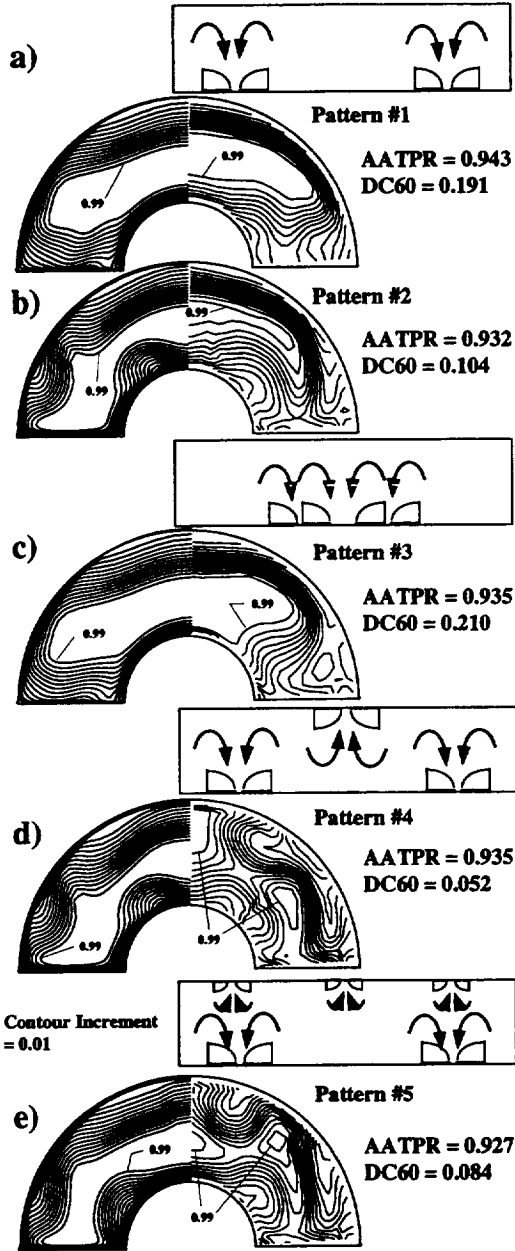 a)
Pattern #1
0.99
0.99
AATPR = 0.943
DC60 = 0.191
b)
Pattern #2
0.99
0.99
AATPR = 0.932
DC60 = 0.104
c)
Pattern #3
0.99
0.99
AATPR = 0.935
DC60 = 0.210
d)
Pattern #4
AATPR = 0.935
DC60 = 0.052
0.99
0.99
Contour Increment
= 0.01
e)
Pattern #5
AATPR = 0.927
DC60 = 0.084
0.99
0.99